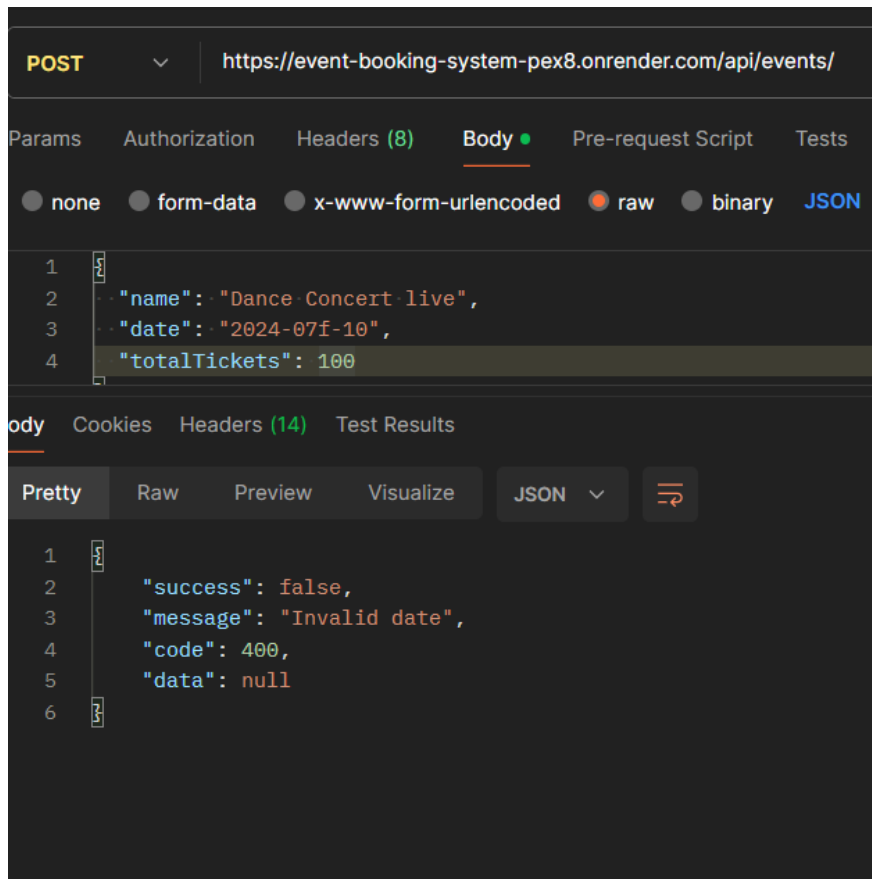 POST https://event-booking-system-pex8.onrender.com/api/events/
Params Authorization Headers (8) Body Pre-request Script Tests
none form-data x-www-form-urlencoded raw binary JSON
1 {
2 "name": "Dance Concert live",
3 "date": "2024-07f-10",
4 "totalTickets": 100
ody Cookies Headers (14) Test Results
Pretty Raw Preview Visualize JSON
1 {
2 "success": false,
3 "message": "Invalid date",
4 "code": 400,
5 "data": null
6 }